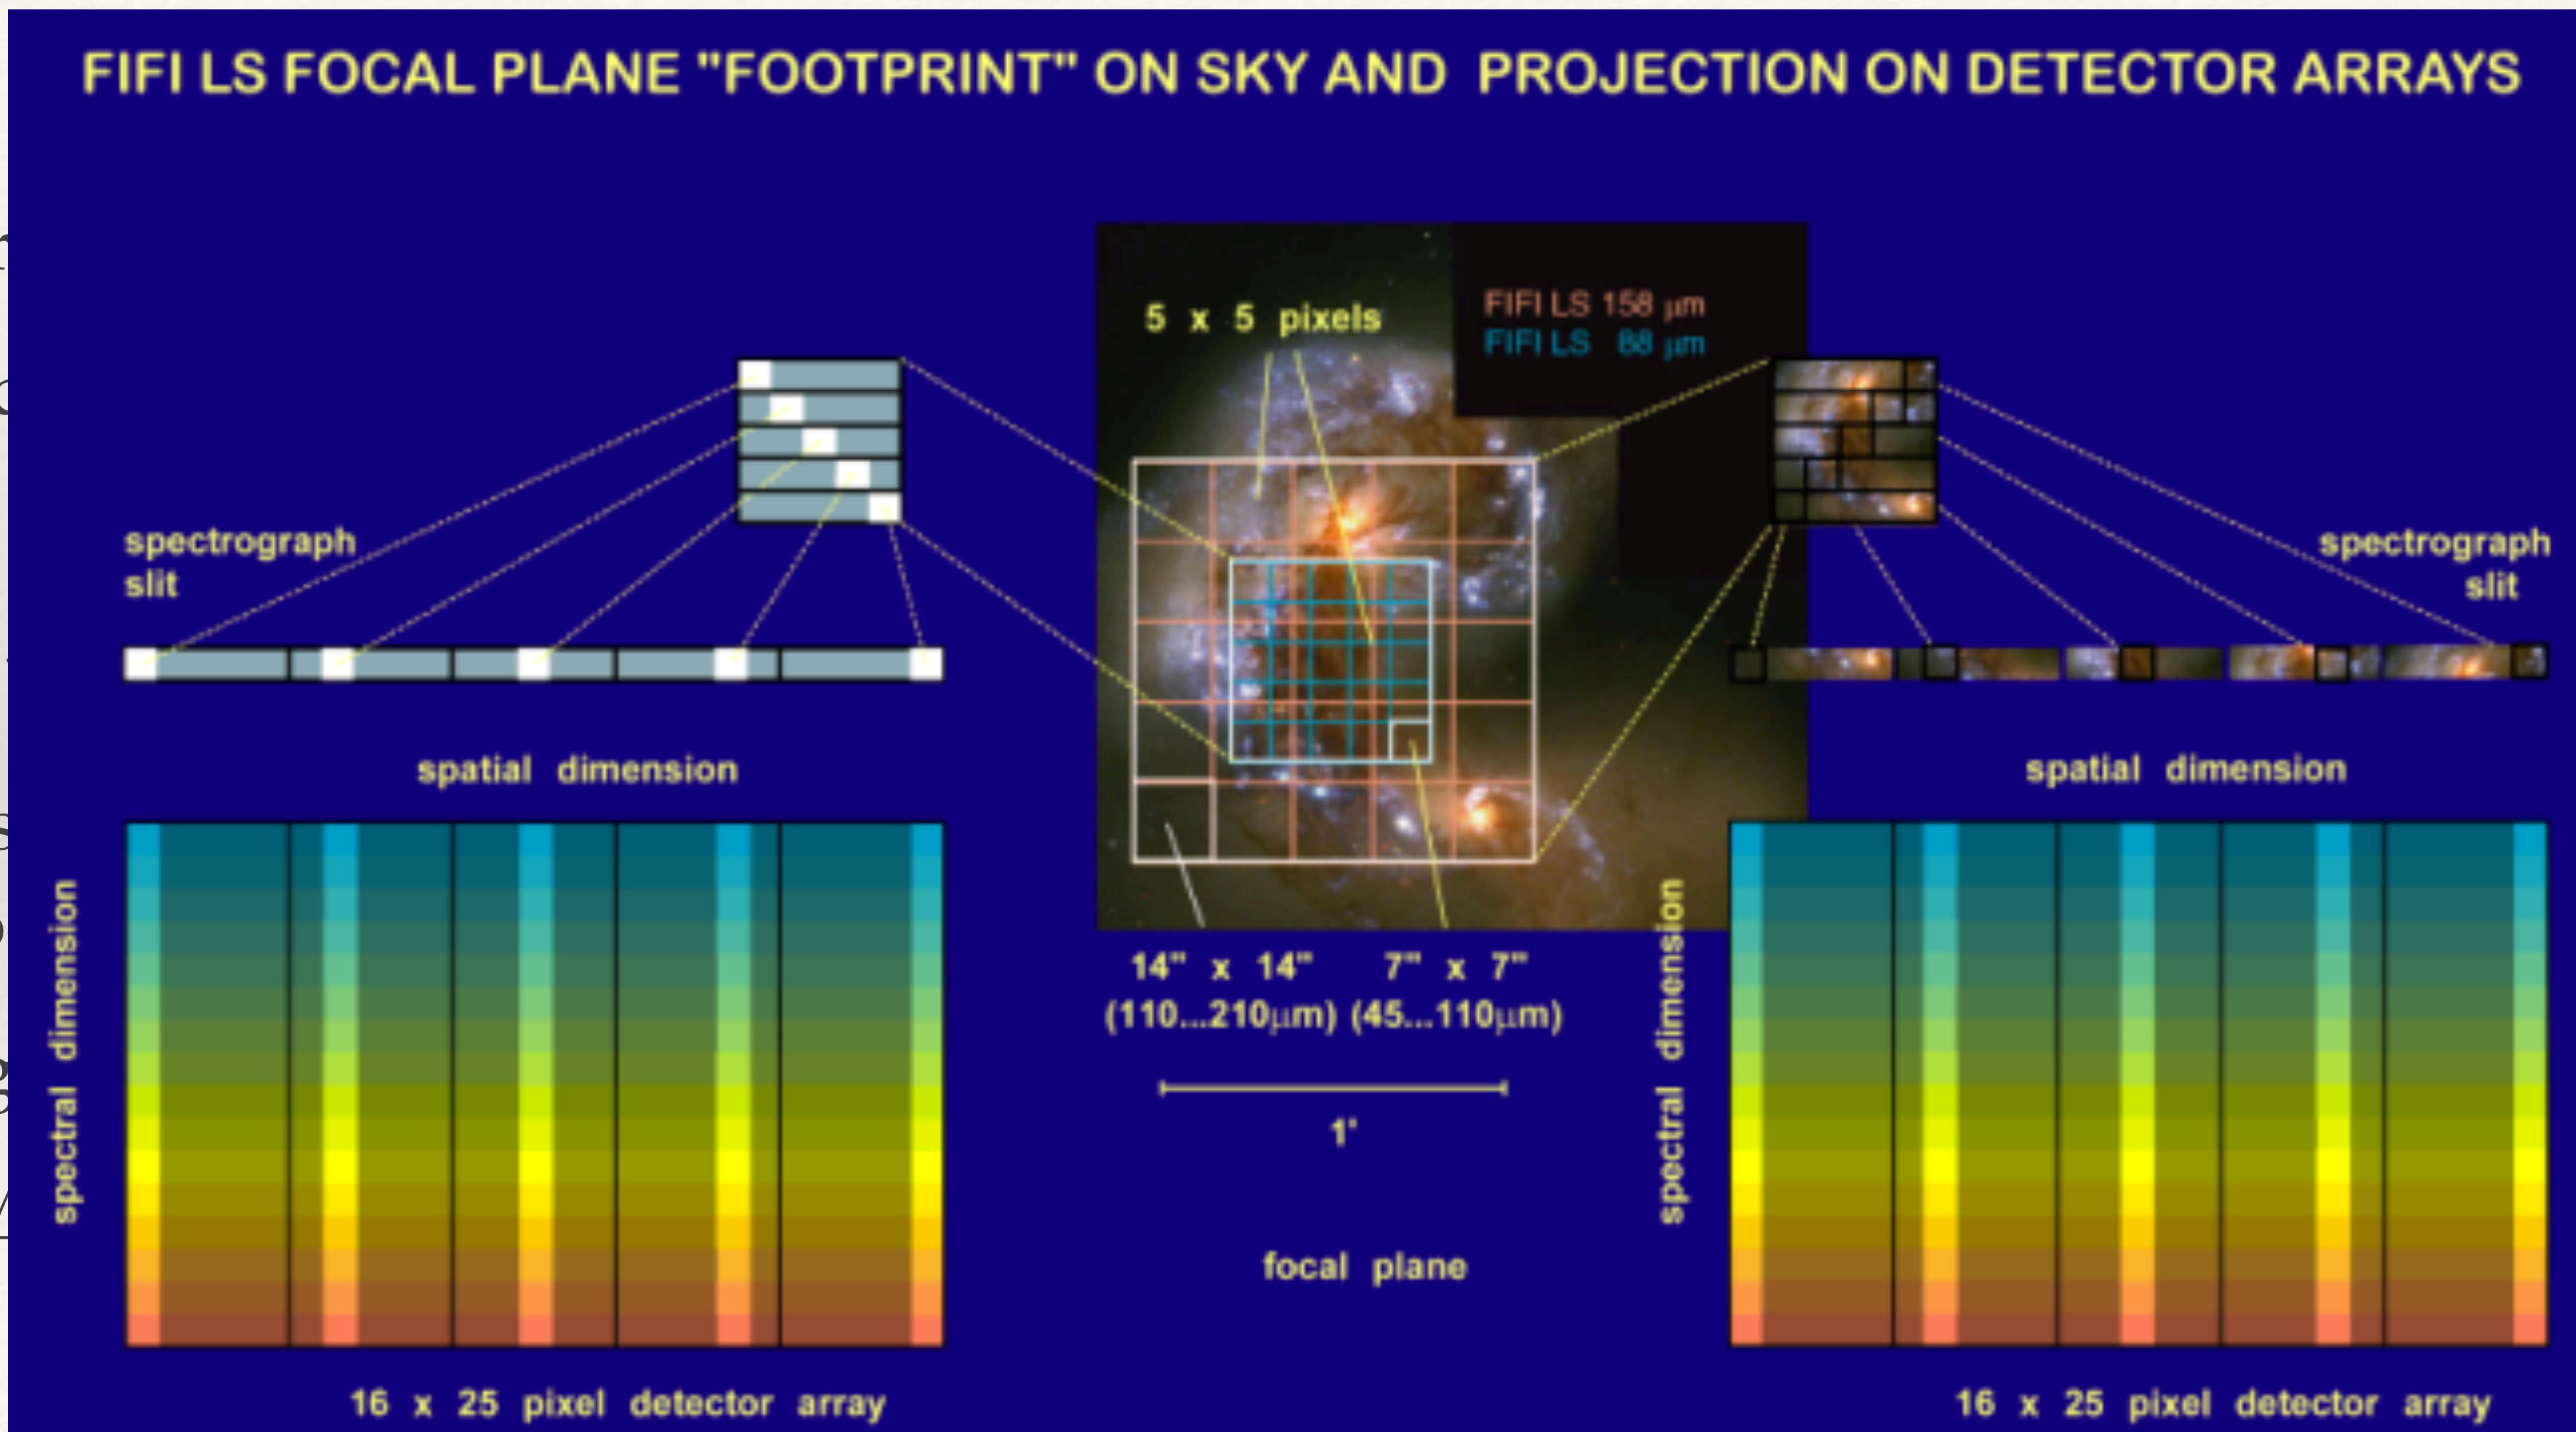 FIFI LS FOCAL PLANE "FOOTPRINT" ON SKY AND PROJECTION ON DETECTOR ARRAYS
5 x 5 pixels
FIFI LS 158 μm
FIFI LS 88 μm
spectrograph
slit
spectrograph
slit
spatial dimension
spatial dimension
spectral dimension
spectral dimension
14" x 14"
7" x 7"
(110...210μm)
(45...110μm)
1'
focal plane
16 x 25 pixel detector array
16 x 25 pixel detector array